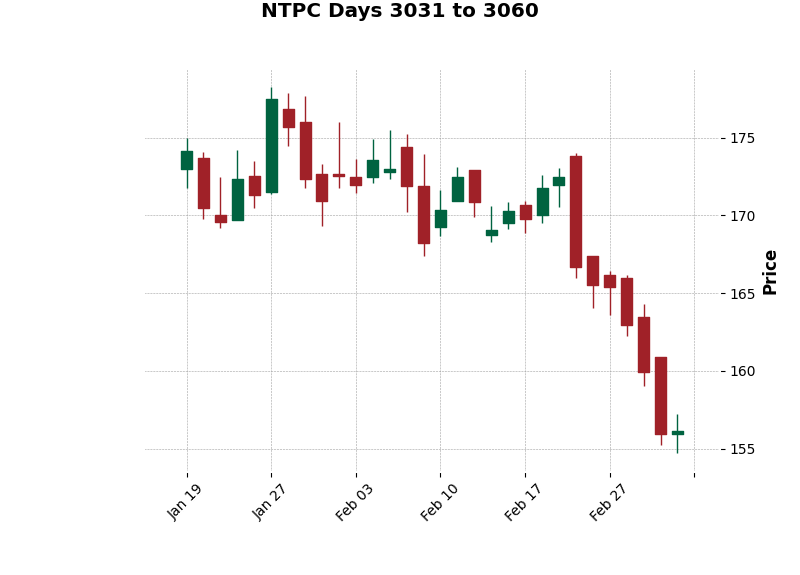 NTPC Days 3031 to 3060
175
170
165
160
155
Price
Jan 19
Jan 27
Feb 03
Feb 10
Feb 17
Feb 27